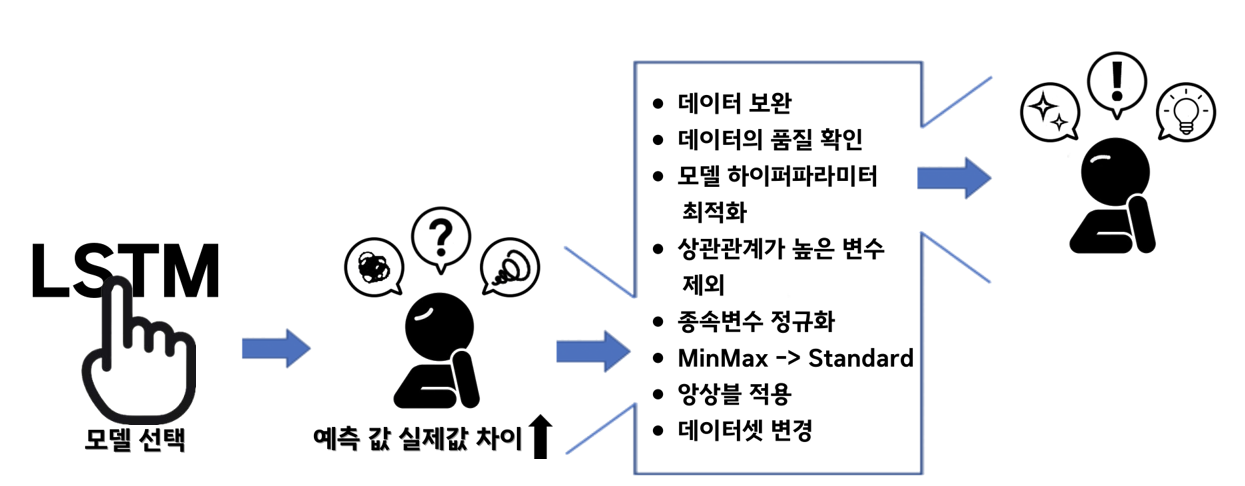 LSTM
모델 선택
?
예측 값 실제값 차이
• 데이터 보완
• 데이터의 품질 확인
• 모델 하이퍼파라미터
최적화
• 상관관계가 높은 변수
제외
• 종속변수 정규화
• MinMax -> Standard
• 앙상블 적용
• 데이터셋 변경
!